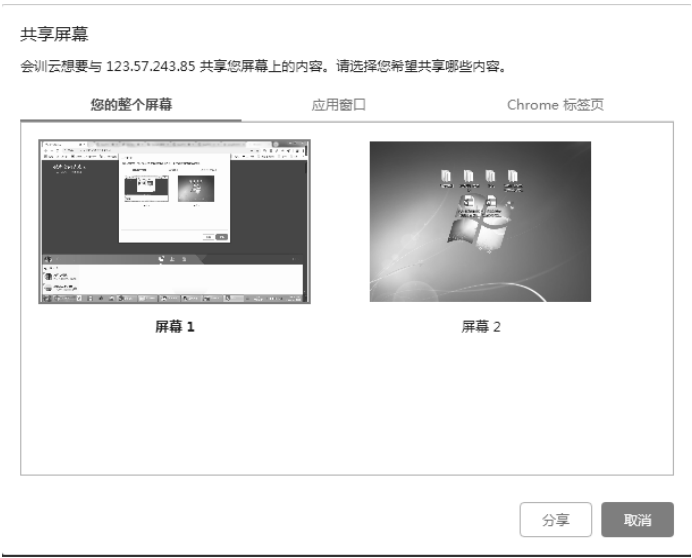 共享屏幕
会训云想要与 123.57.243.85 共享您屏幕上的内容。请选择您希望共享哪些内容。
您的整个屏幕 应用窗口 Chrome 标签页
屏幕 1 屏幕 2
分享 取消